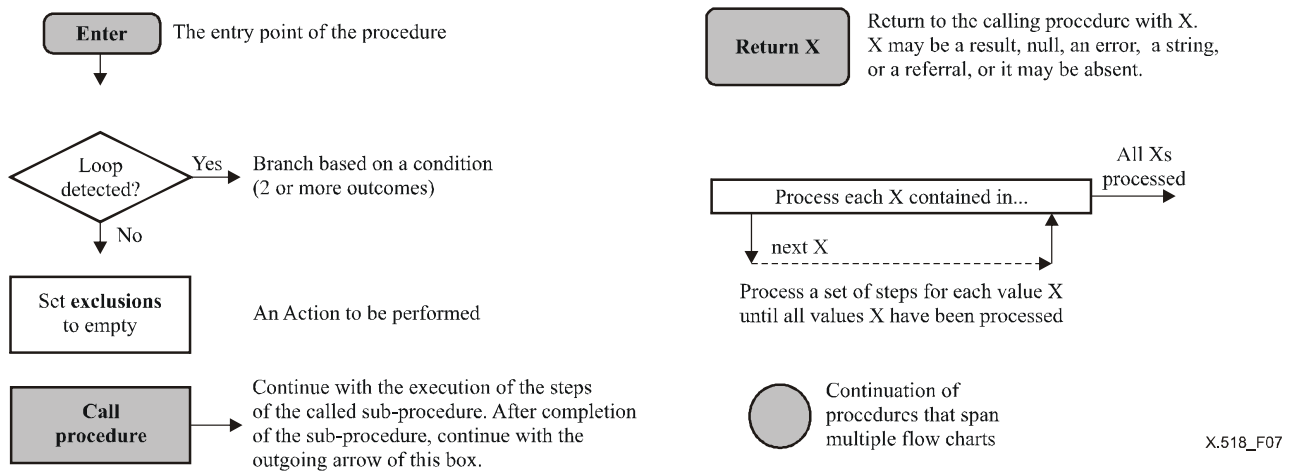 Enter
The entry point of the procedure
Loop
detected?
Yes
No
Branch based on a condition
(2 or more outcomes)
Set exclusions
to empty
An Action to be performed
Call
procedure
Continue with the execution of the steps
of the called sub-procedure. After completion
of the sub-procedure, continue with the
outgoing arrow of this box.
Return X
Return to the calling procedure with X.
X may be a result, null, an error, a string,
or a referral, or it may be absent.
All Xs
processed
Process each X contained in...
next X
Process a set of steps for each value X
until all values X have been processed
Continuation of
procedures that span
multiple flow charts
X.518_F07